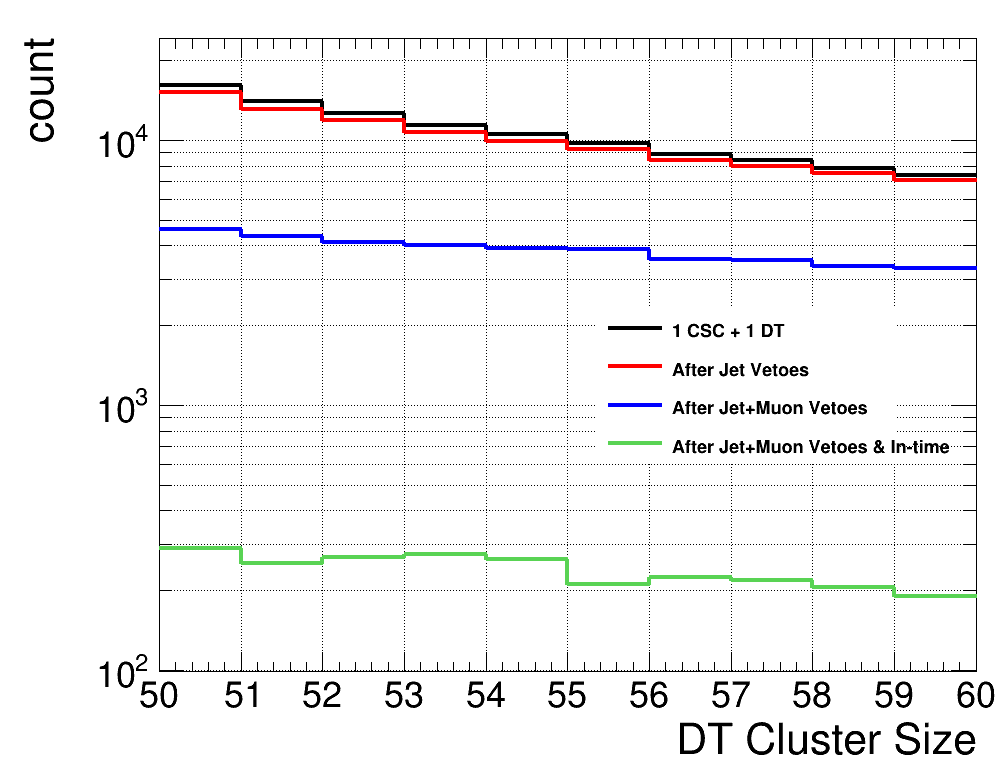 count
10^4
10^3
10^2
1 CSC + 1 DT
After Jet Vetoes
After Jet+Muon Vetoes
After Jet+Muon Vetoes & In-time
50 51 52 53 54 55 56 57 58 59 60
DT Cluster Size